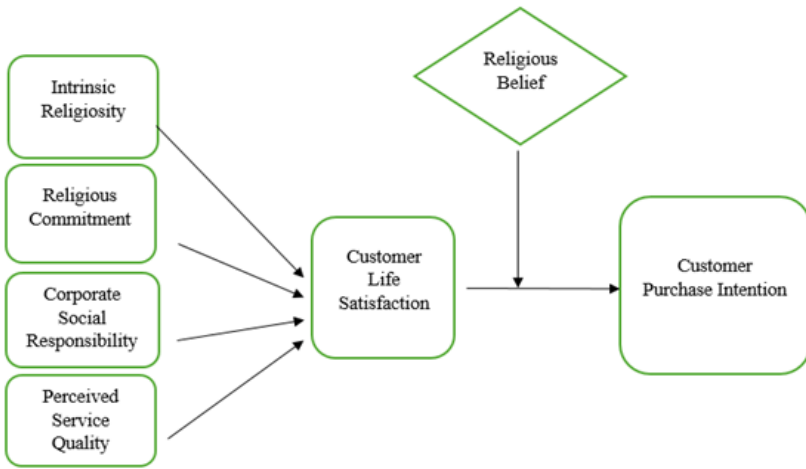 Intrinsic
Religiosity
Religious
Commitment
Corporate
Social
Responsibility
Perceived
Service
Quality
Customer
Life
Satisfaction
Religious
Belief
Customer
Purchase Intention